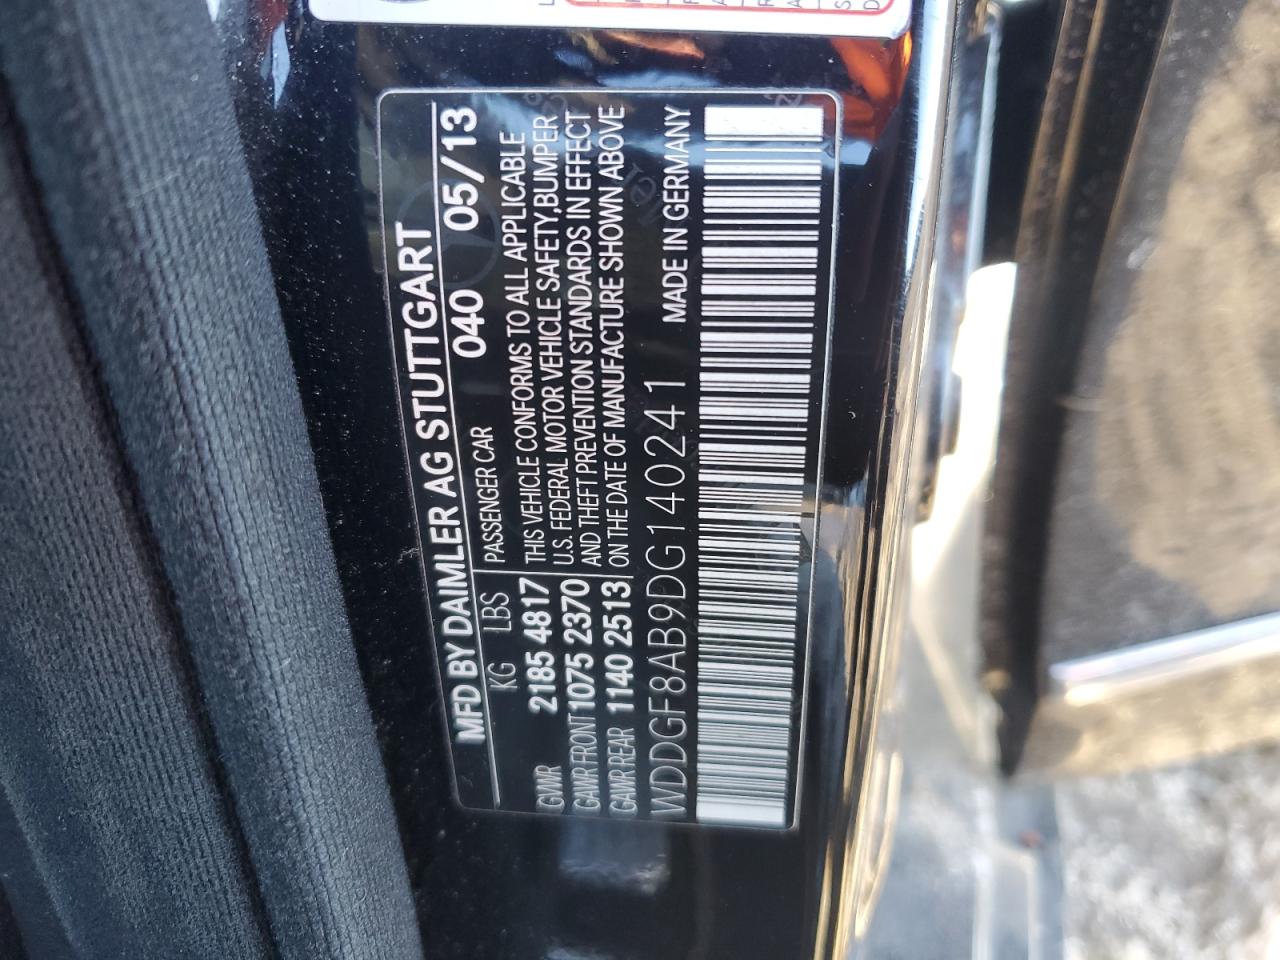 MFD BY DAIMLER AG STUTTGART
040 05/13
KG LBS PASSENGER CAR
GVWR 2185 4817
GAWR FRONT 1075 2370
GAWR REAR 1140 2513
THIS VEHICLE CONFORMS TO ALL APPLICABLE
U.S. FEDERAL MOTOR VEHICLE SAFETY,BUMPER
AND THEFT PREVENTION STANDARDS IN EFFECT
ON THE DATE OF MANUFACTURE SHOWN ABOVE
WDDGF8AB9DG140241 MADE IN GERMANY